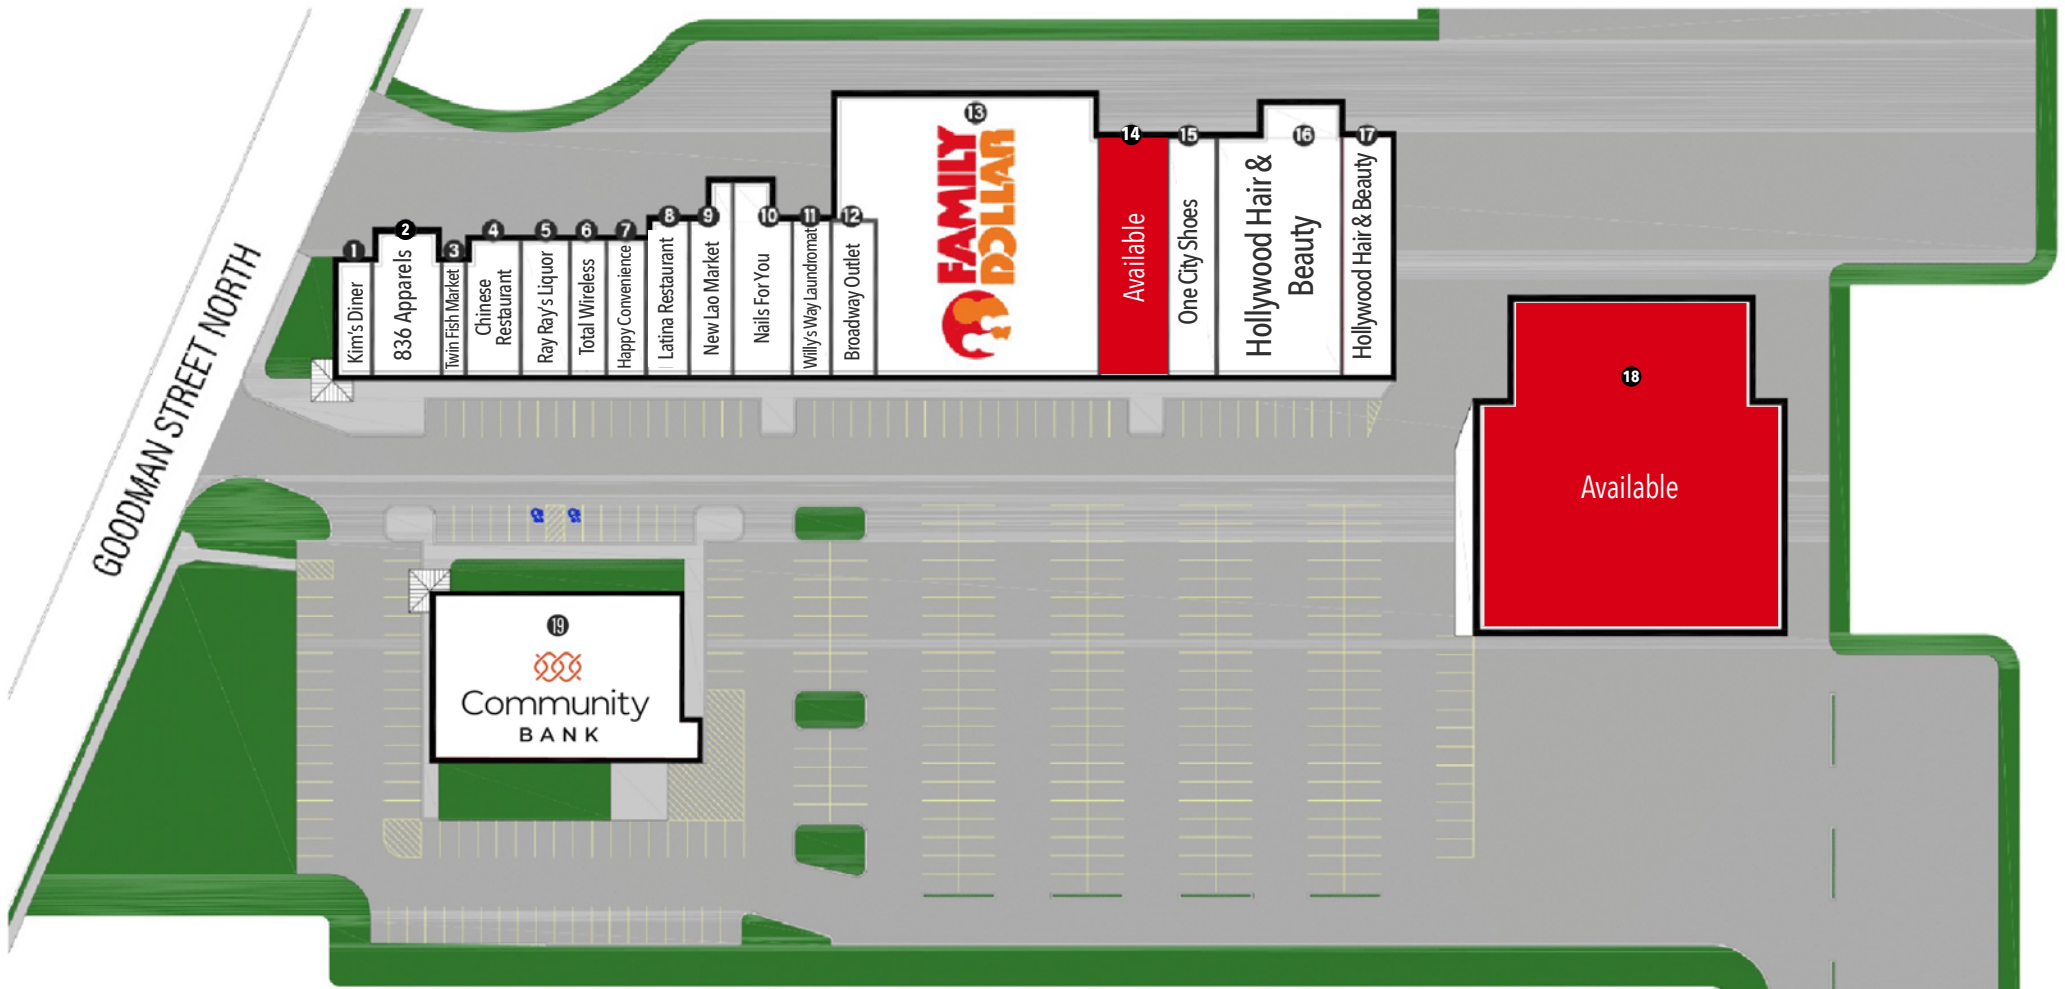 GOODMAN STREET NORTH
1
Kim's Diner
2
836 Apparels
3
Twin Fish Market
4
Chinese
Restaurant
5
Ray Ray's Liquor
6
Total Wireless
7
Happy Convenience
8
Latina Restaurant
9
New Lao Market
10
Nails For You
11
Willy's Way Laundromat
12
Broadway Outlet
13
FAMILY
DOLLAR
14
Available
15
One City Shoes
16
Hollywood Hair &
Beauty
17
Hollywood Hair & Beauty
18
Available
19
Community
BANK